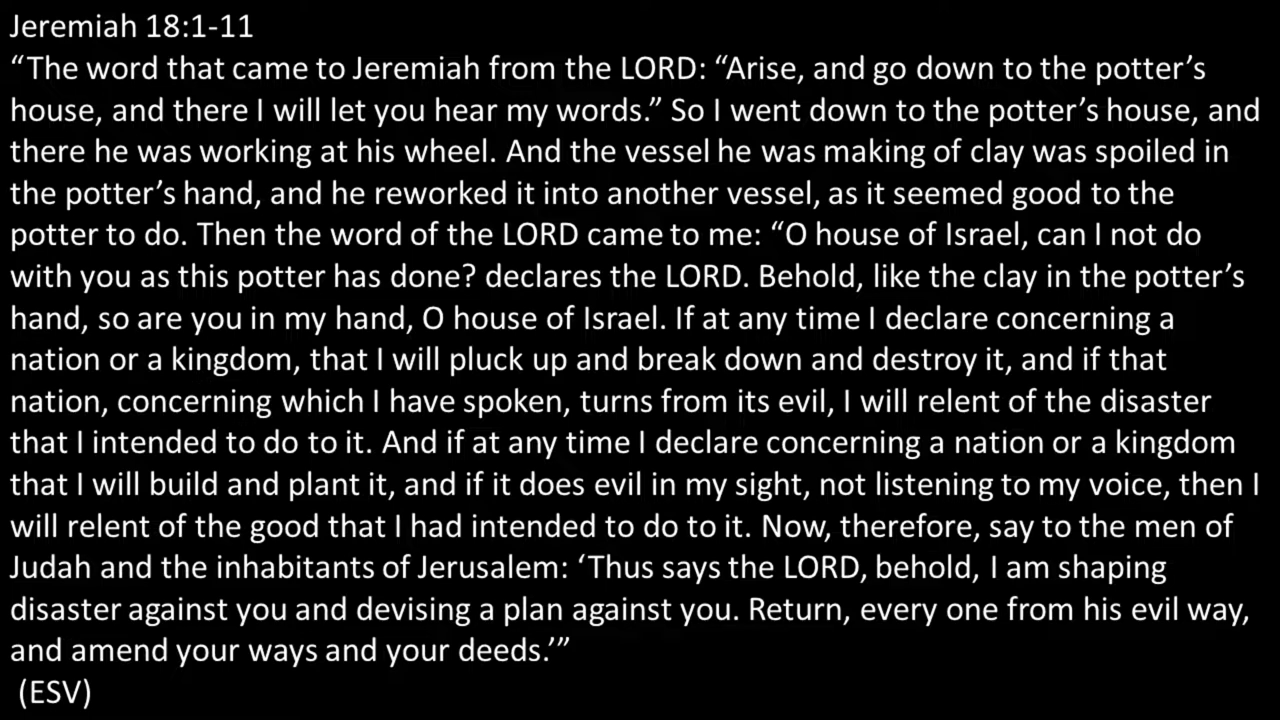 Jeremiah 18:1-11
“The word that came to Jeremiah from the LORD: “Arise, and go down to the potter’s
house, and there I will let you hear my words.” So I went down to the potter’s house, and
there he was working at his wheel. And the vessel he was making of clay was spoiled in
the potter’s hand, and he reworked it into another vessel, as it seemed good to the
potter to do. Then the word of the LORD came to me: “O house of Israel, can I not do
with you as this potter has done? declares the LORD. Behold, like the clay in the potter’s
hand, so are you in my hand, O house of Israel. If at any time I declare concerning a
nation or a kingdom, that I will pluck up and break down and destroy it, and if that
nation, concerning which I have spoken, turns from its evil, I will relent of the disaster
that I intended to do to it. And if at any time I declare concerning a nation or a kingdom
that I will build and plant it, and if it does evil in my sight, not listening to my voice, then I
will relent of the good that I had intended to do to it. Now, therefore, say to the men of
Judah and the inhabitants of Jerusalem: ‘Thus says the LORD, behold, I am shaping
disaster against you and devising a plan against you. Return, every one from his evil way,
and amend your ways and your deeds.’”
(ESV)